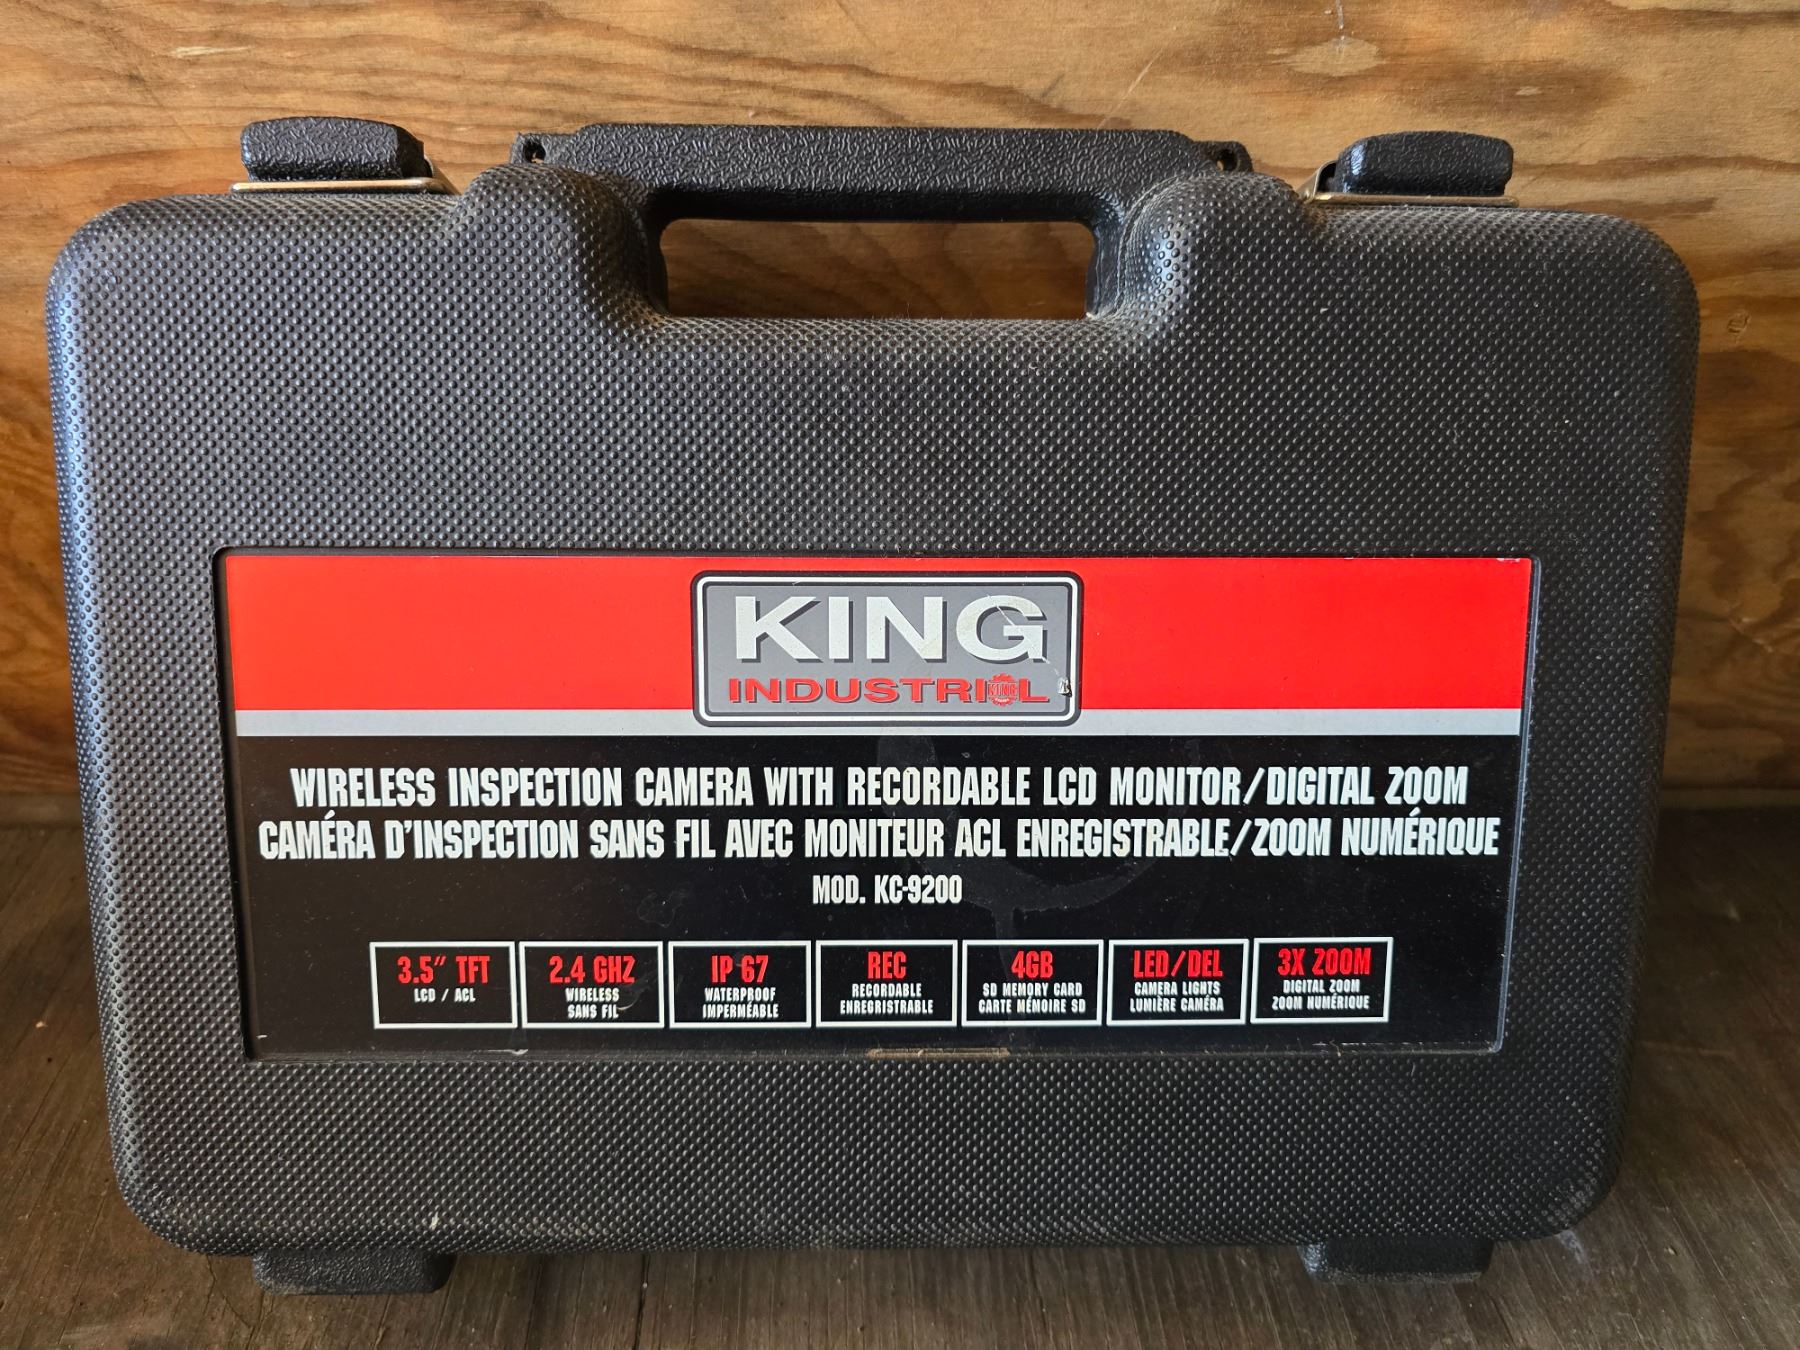 KING
INDUSTRIAL
KING
WIRELESS INSPECTION CAMERA WITH RECORDABLE LCD MONITOR/DIGITAL ZOOM
CAMÉRA D'INSPECTION SANS FIL AVEC MONITEUR ACL ENREGISTRABLE/ZOOM NUMÉRIQUE
MOD. KC-9200
3.5" TFT
LCD / ACL
2.4 GHZ
WIRELESS
SANS FIL
IP 67
WATERPROOF
IMPERMÉABLE
REC
RECORDABLE
ENREGRISTRABLE
4GB
SD MEMORY CARD
CARTE MÉMOIRE SD
LED/DEL
CAMERA LIGHTS
LUMIÈRE CAMÉRA
3X ZOOM
DIGITAL ZOOM
ZOOM NUMÉRIQUE